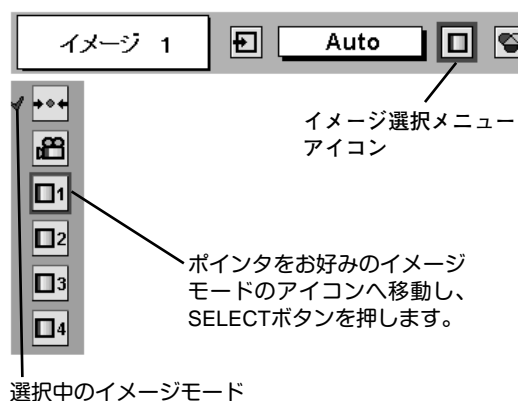 イメージ 1
Auto
イメージ選択メニュー
アイコン
1
2
3
4
ポインタをお好みのイメージ
モードのアイコンへ移動し、
SELECTボタンを押します。
選択中のイメージモード